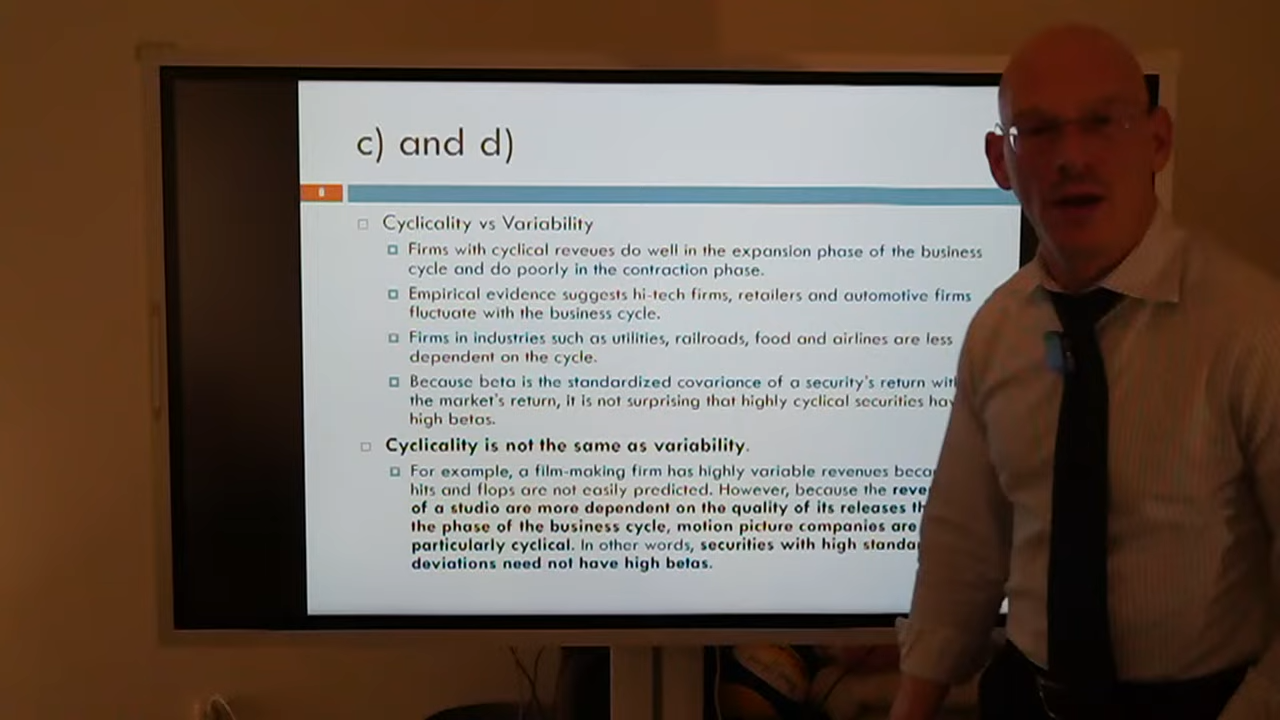 c) and d)
8
Cyclicality vs Variability
Firms with cyclical reveues do well in the expansion phase of the business
cycle and do poorly in the contraction phase.
Empirical evidence suggests hi-tech firms, retailers and automotive firms
fluctuate with the business cycle.
Firms in industries such as utilities, railroads, food and airlines are less
dependent on the cycle.
Because beta is the standardized covariance of a security's return wit
the market's return, it is not surprising that highly cyclical securities hav
high betas.
Cyclicality is not the same as variability.
For example, a film-making firm has highly variable revenues beca
hits and flops are not easily predicted. However, because the reve
of a studio are more dependent on the quality of its releases th
the phase of the business cycle, motion picture companies are
particularly cyclical. In other words, securities with high standa
deviations need not have high betas.